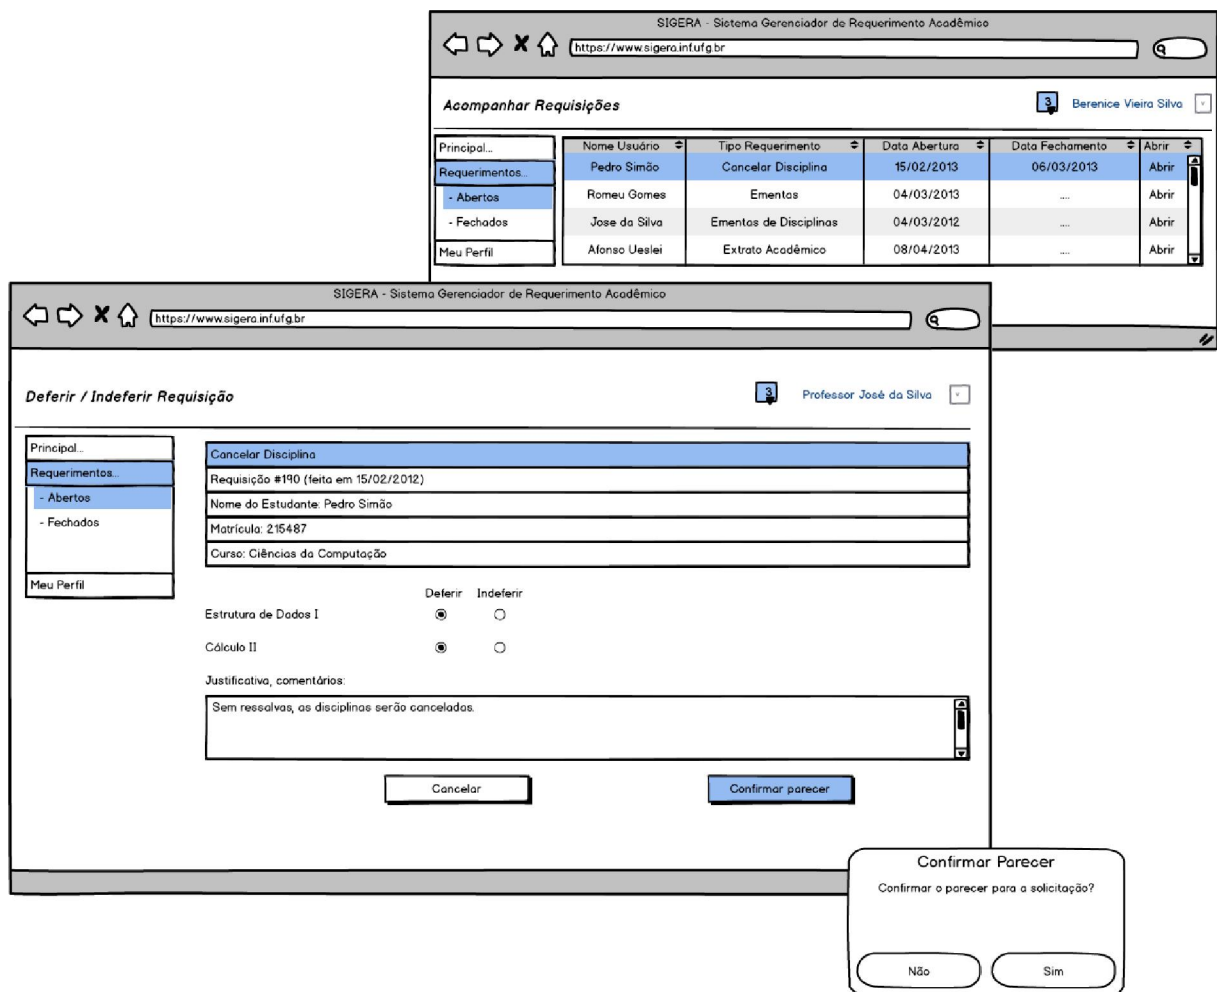 SIGERA - Sistema Gerenciador de Requerimento Acadêmico
https://www.sigera.inf.ufg.br
Acompanhar Requisições
3
Berenice Vieira Silva
Principal...
Requerimentos...
- Abertos
- Fechados
Meu Perfil
Nome Usuário Tipo Requerimento Data Abertura Data Fechamento Abrir
Pedro Simão Cancelar Disciplina 15/02/2013 06/03/2013 Abrir
Romeu Gomes Ementas 04/03/2013 .... Abrir
Jose da Silva Ementas de Disciplinas 04/03/2012 .... Abrir
Afonso Ueslei Extrato Acadêmico 08/04/2013 .... Abrir
SIGERA - Sistema Gerenciador de Requerimento Acadêmico
https://www.sigera.inf.ufg.br
Deferir / Indeferir Requisição
3
Professor José da Silva
Principal...
Requerimentos...
- Abertos
- Fechados
Meu Perfil
Cancelar Disciplina
Requisição #190 (feita em 15/02/2012)
Nome do Estudante: Pedro Simão
Matrícula: 215487
Curso: Ciências da Computação
Deferir Indeferir
Estrutura de Dados I
Cálculo II
Justificativa, comentários:
Sem ressalvas, as disciplinas serão canceladas.
Cancelar
Confirmar parecer
Confirmar Parecer
Confirmar o parecer para a solicitação?
Não
Sim